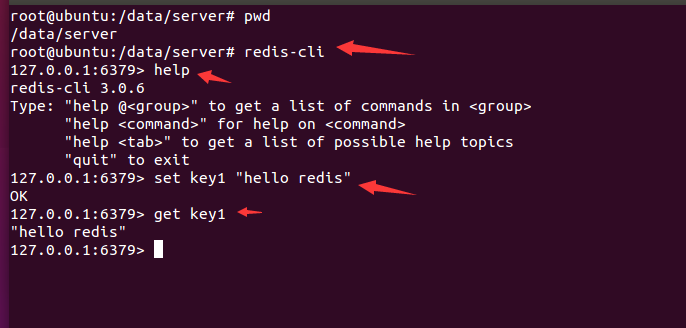 root@ubuntu:/data/server# pwd
/data/server
root@ubuntu:/data/server# redis-cli
127.0.0.1:6379> help
redis-cli 3.0.6
Type: "help @<group>" to get a list of commands in <group>
      "help <command>" for help on <command>
      "help <tab>" to get a list of possible help topics
      "quit" to exit
127.0.0.1:6379> set key1 "hello redis"
OK
127.0.0.1:6379> get key1
"hello redis"
127.0.0.1:6379>